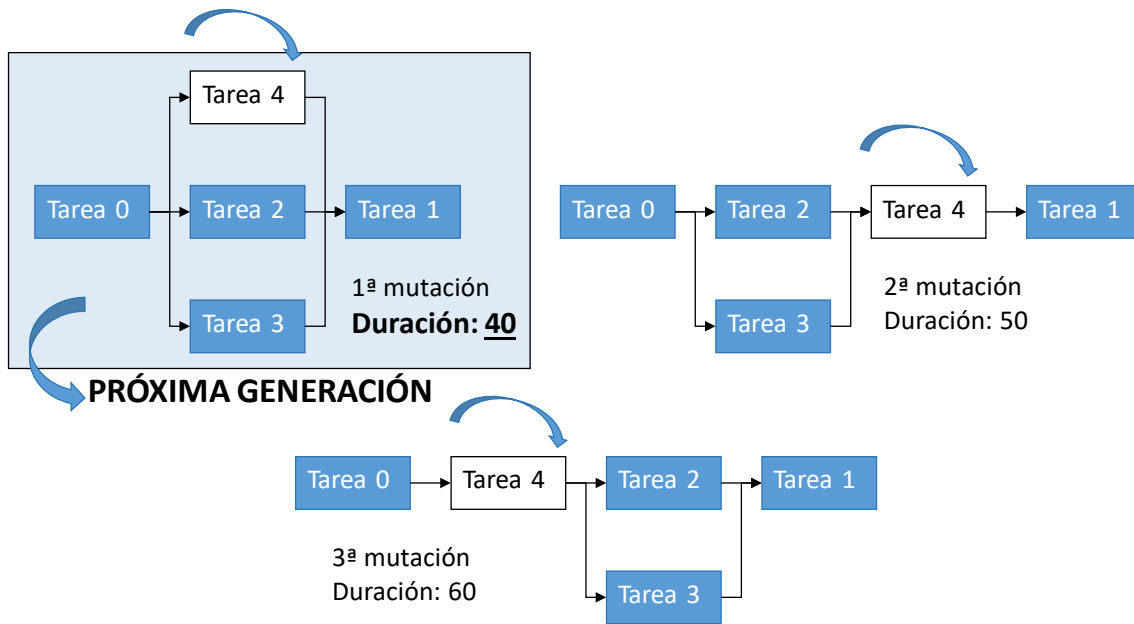 Tarea 4
Tarea 0
Tarea 2
Tarea 1
Tarea 3
1ª mutación
Duración: 40
PRÓXIMA GENERACIÓN
Tarea 0
Tarea 2
Tarea 4
Tarea 1
Tarea 3
2ª mutación
Duración: 50
Tarea 0
Tarea 4
Tarea 2
Tarea 1
Tarea 3
3ª mutación
Duración: 60